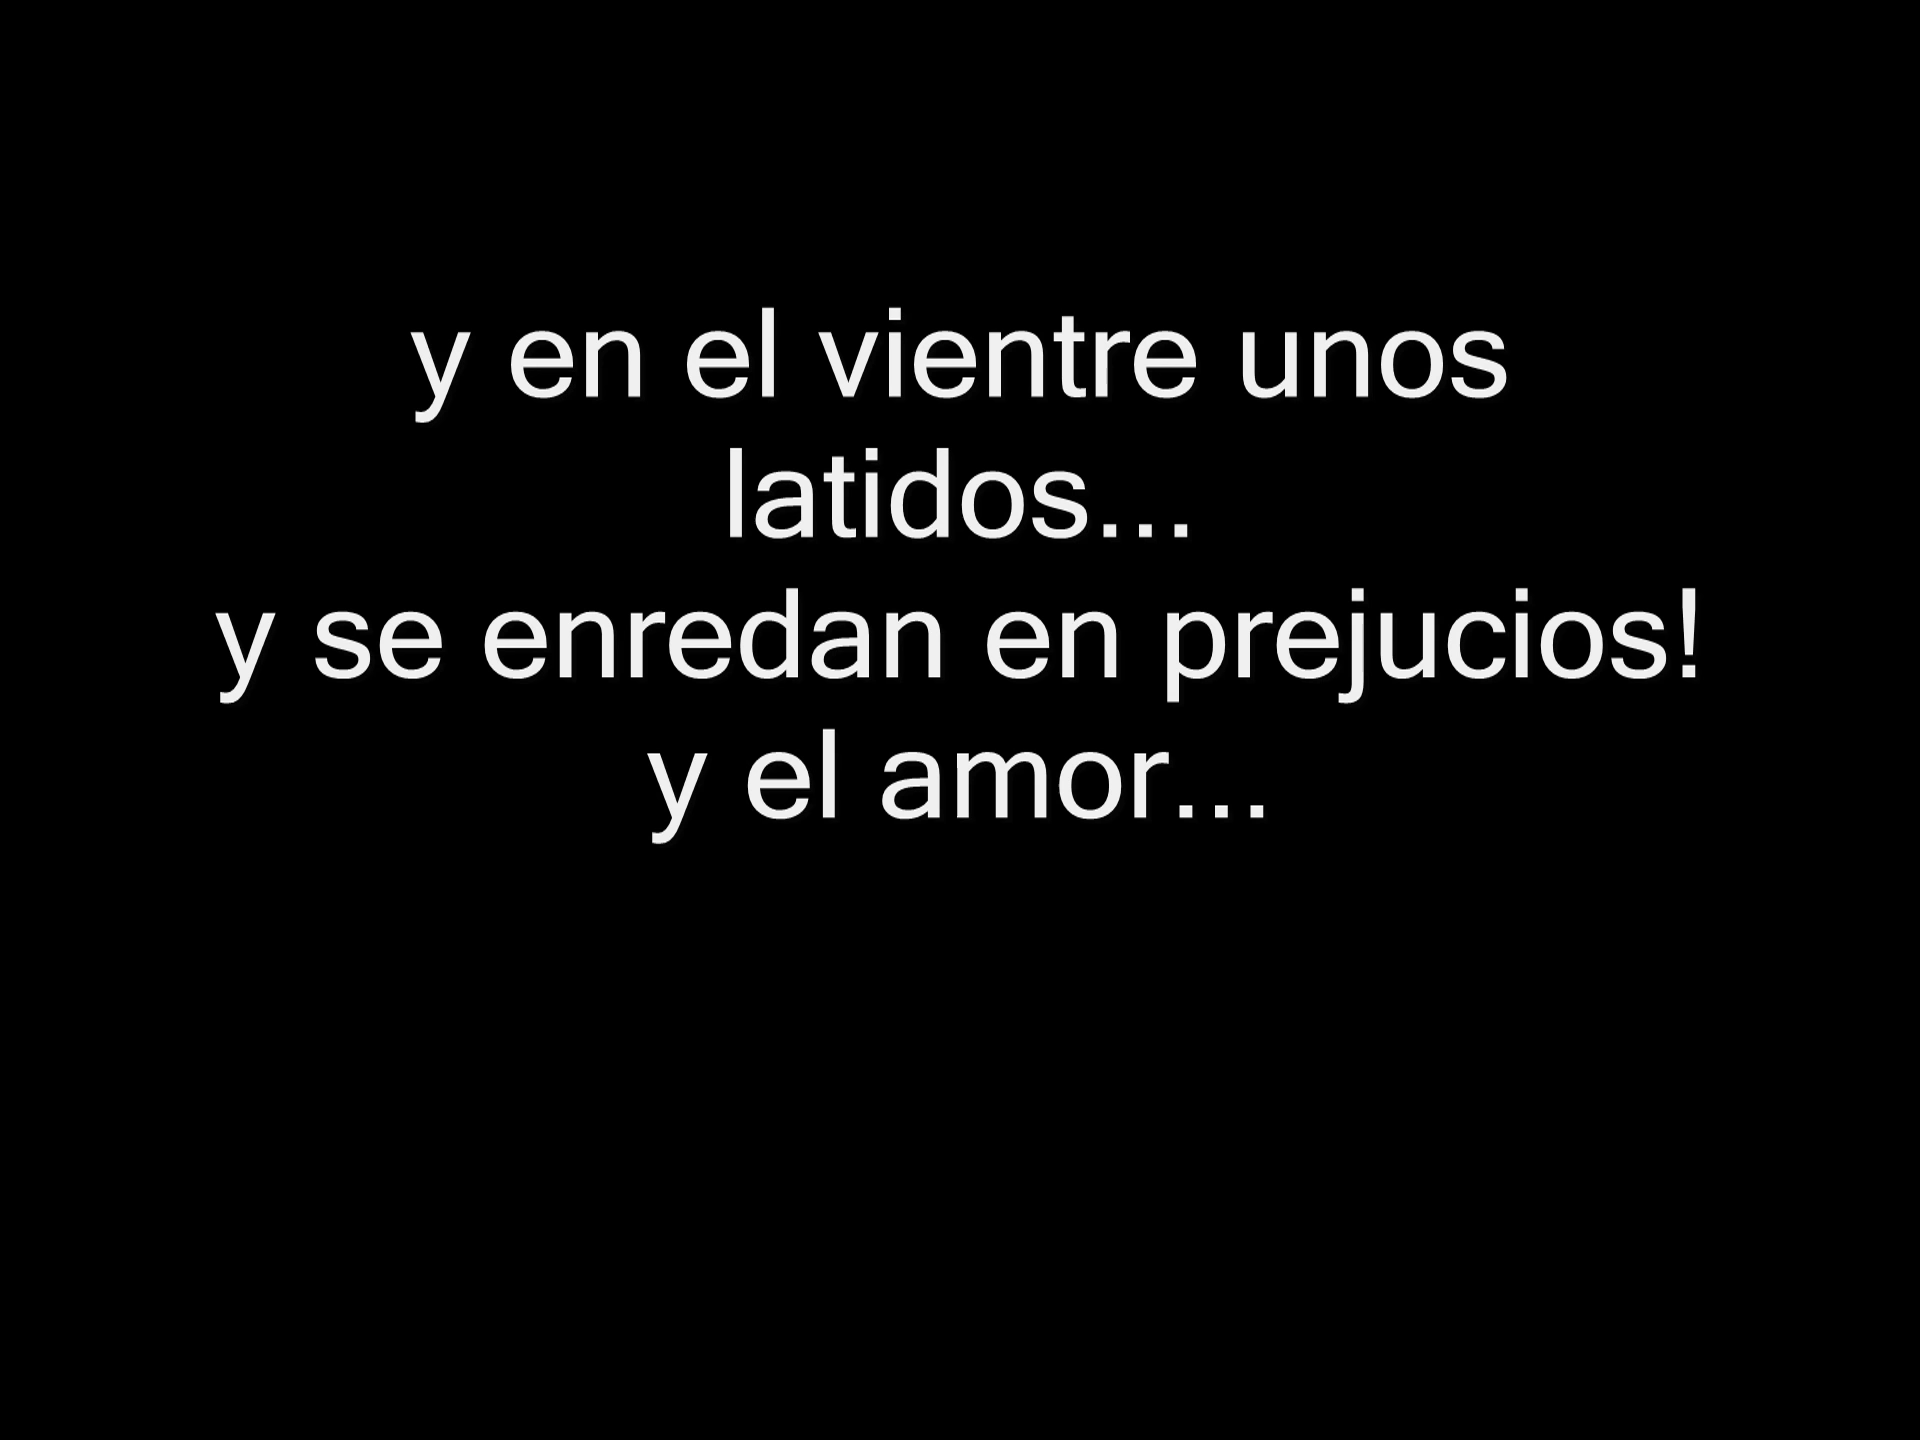 y en el vientre unos
latidos...
y se enredan en prejucios!
y el amor...